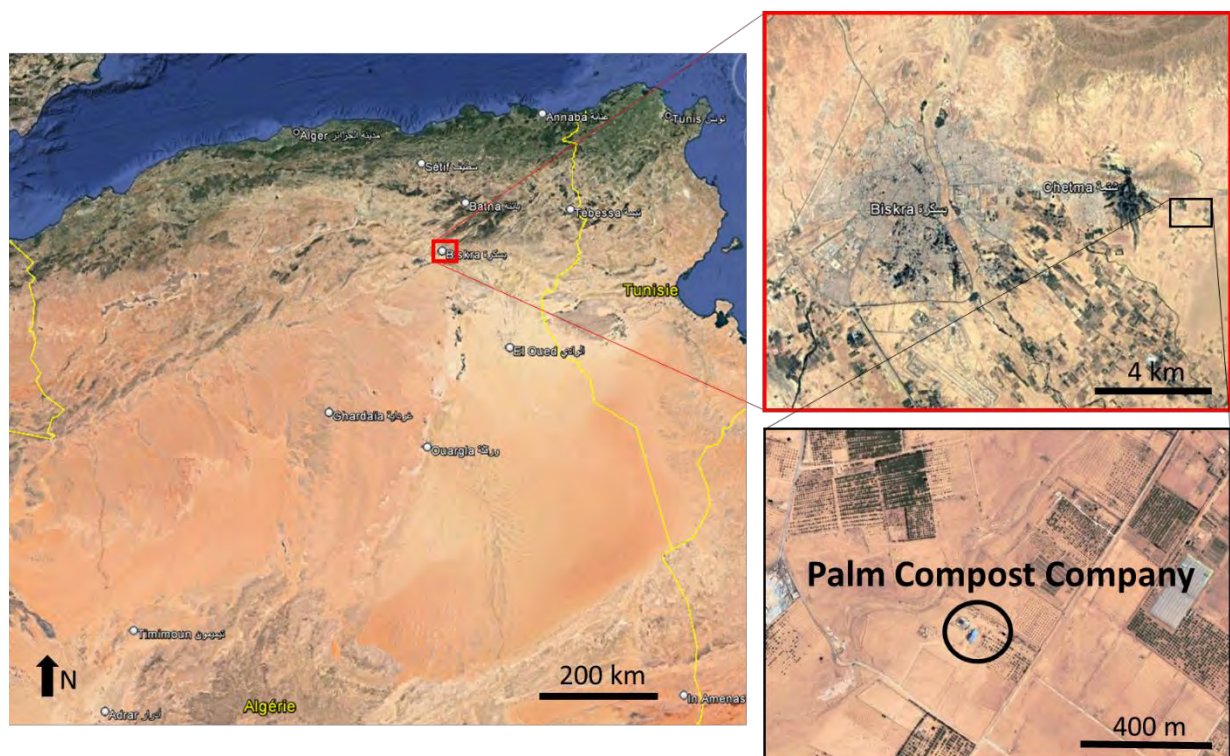 Annaba عنابة
Tunis تونس
Alger مدينة الجزائر
Sétif سطيف
Batna باتنة
Tébessa تبسة
Biskra بسكرة
Tunisie
El Oued الوادي
Ghardaïa غرداية
Ouargla ورقلة
Timimoun تيميمون
N
200 km
In Amenas
Adrar أدرار
Algérie
Chetma شتمة
Biskra بسكرة
4 km
Palm Compost Company
400 m